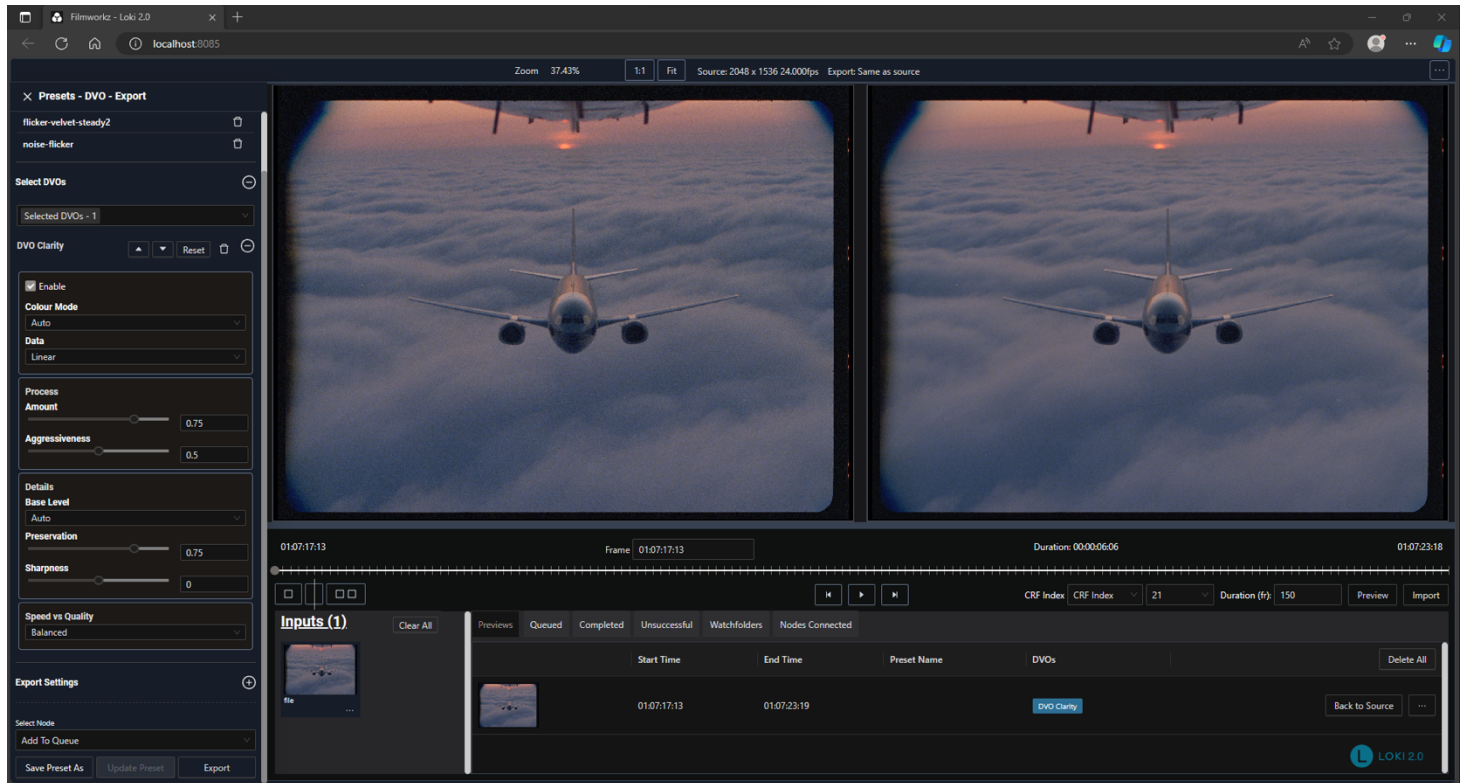 Filmworkz - Loki 2.0
localhost:8085
Zoom 37.43% 1:1 Fit Source: 2048 x 1536 24.000fps Export: Same as source
Presets - DVO - Export
flicker-velvet-steady2
noise-flicker
Select DVOs
Selected DVOs - 1
DVO Clarity Reset
Enable
Colour Mode
Auto
Data
Linear
Process
Amount
0.75
Aggressiveness
0.5
Details
Base Level
Auto
Preservation
0.75
Sharpness
0
Speed vs Quality
Balanced
Export Settings
Select Node
Add To Queue
Save Preset As Update Preset Export
01:07:17:13 Frame 01:07:17:13 Duration: 00:00:06:06 01:07:23:18
CRF Index CRF Index 21 Duration (fr): 150 Preview Import
Inputs (1) Clear All
file
Previews Queued Completed Unsuccessful Watchfolders Nodes Connected
Start Time End Time Preset Name DVOs Delete All
01:07:17:13 01:07:23:19 DVO Clarity Back to Source
L LOKI 2.0